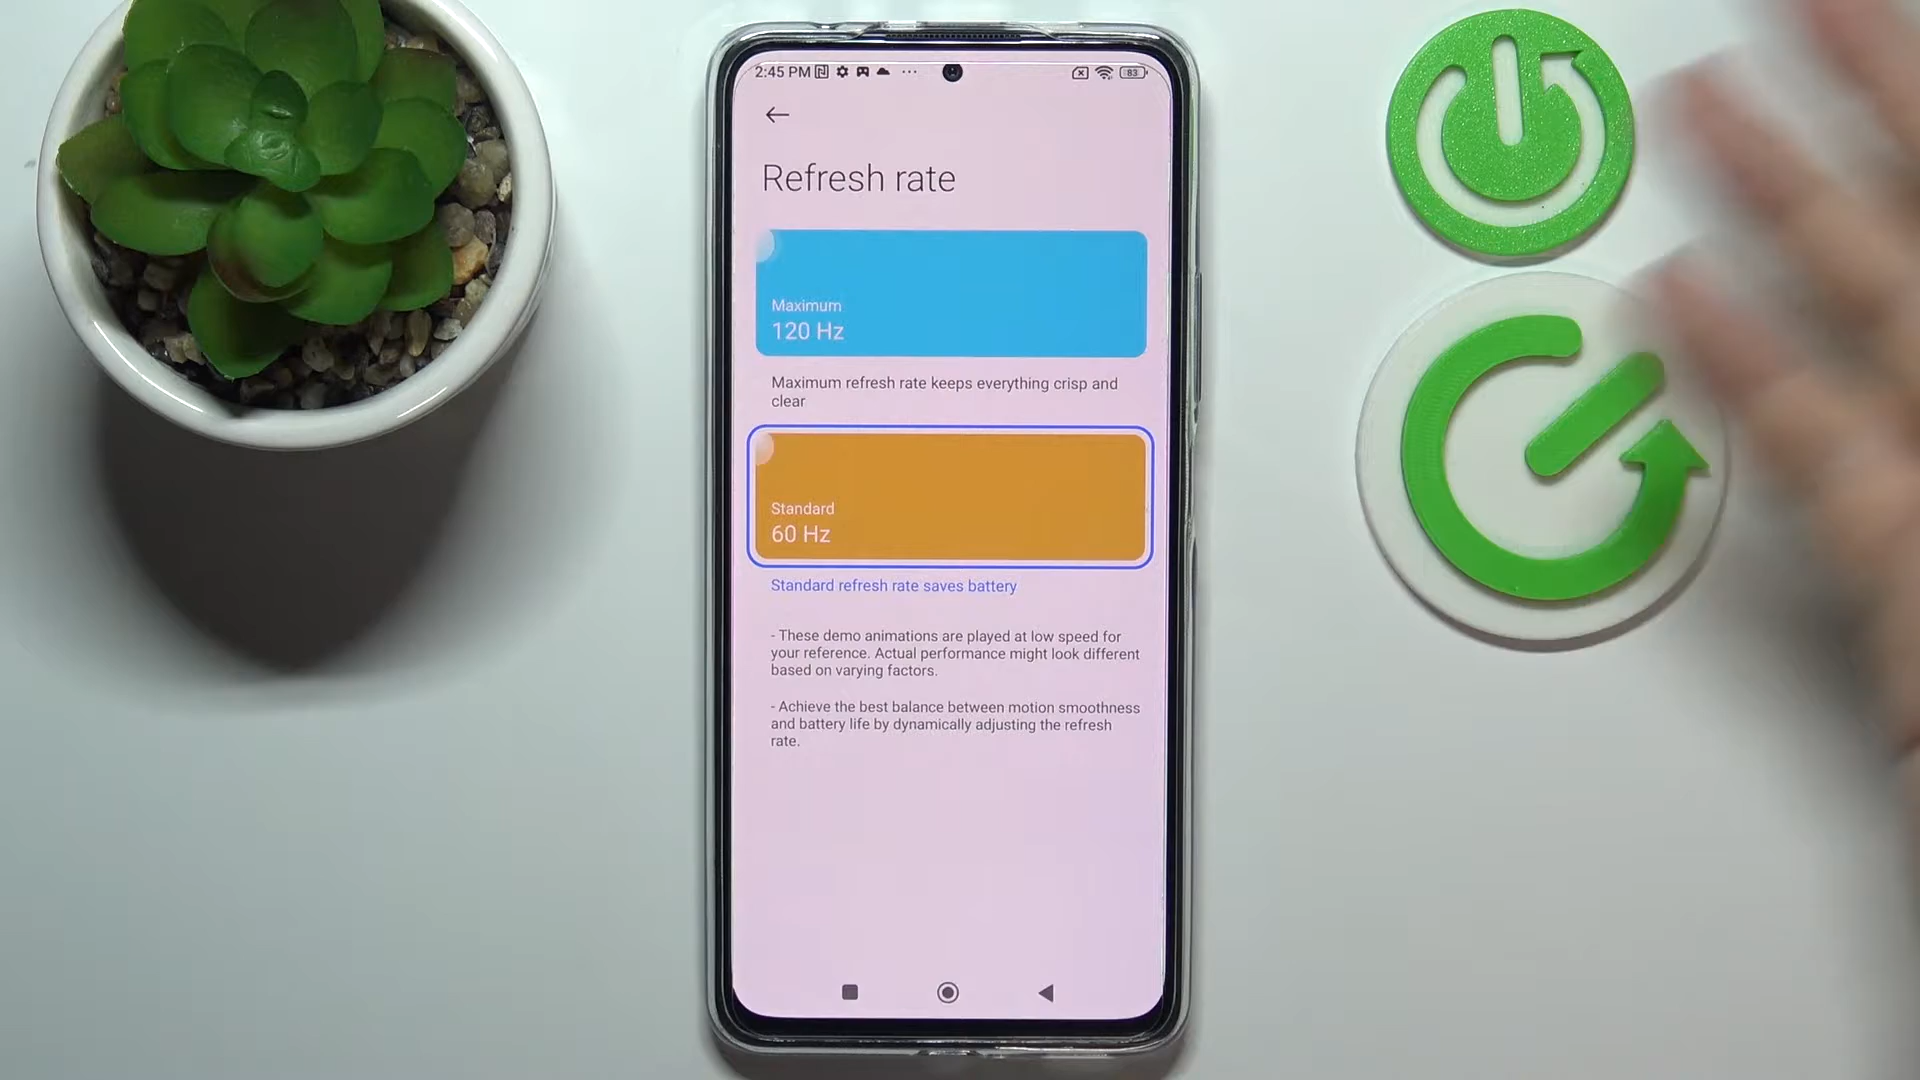 2:45 PM
83
Refresh rate
Maximum
120 Hz
Maximum refresh rate keeps everything crisp and
clear
Standard
60 Hz
Standard refresh rate saves battery
- These demo animations are played at low speed for
your reference. Actual performance might look different
based on varying factors.
- Achieve the best balance between motion smoothness
and battery life by dynamically adjusting the refresh
rate.